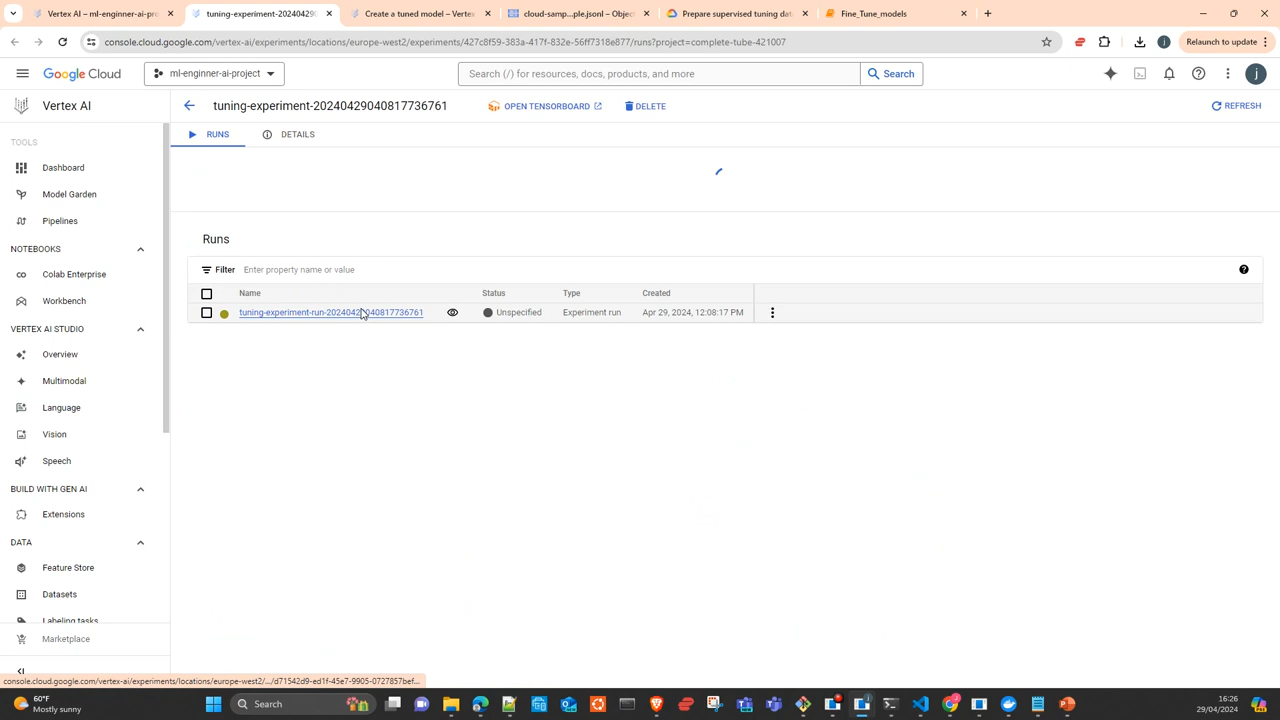 Vertex AI – ml-enginner-ai-pro
tuning-experiment-2024042904
Create a tuned model – Vertex
cloud-samp...ple.jsonl – Object
Prepare supervised tuning dat
Fine_Tune_models
console.cloud.google.com/vertex-ai/experiments/locations/europe-west2/experiments/427c8f59-383a-417f-832e-56ff7318e877/runs?project=complete-tube-421007
Relaunch to update
Google Cloud
ml-enginner-ai-project
Search (/) for resources, docs, products, and more
Search
Vertex AI
tuning-experiment-20240429040817736761
OPEN TENSORBOARD
DELETE
REFRESH
RUNS
DETAILS
TOOLS
Dashboard
Model Garden
Pipelines
NOTEBOOKS
Colab Enterprise
Workbench
VERTEX AI STUDIO
Overview
Multimodal
Language
Vision
Speech
BUILD WITH GEN AI
Extensions
DATA
Feature Store
Datasets
Labeling tasks
Marketplace
Runs
Filter Enter property name or value
Name Status Type Created
tuning-experiment-run-20240429040817736761 Unspecified Experiment run Apr 29, 2024, 12:08:17 PM
console.cloud.google.com/vertex-ai/experiments/locations/europe-west2/.../d71542d9-ed1f-45e7-9905-0727857bef...
60°F
Mostly sunny
Search
16:26
29/04/2024